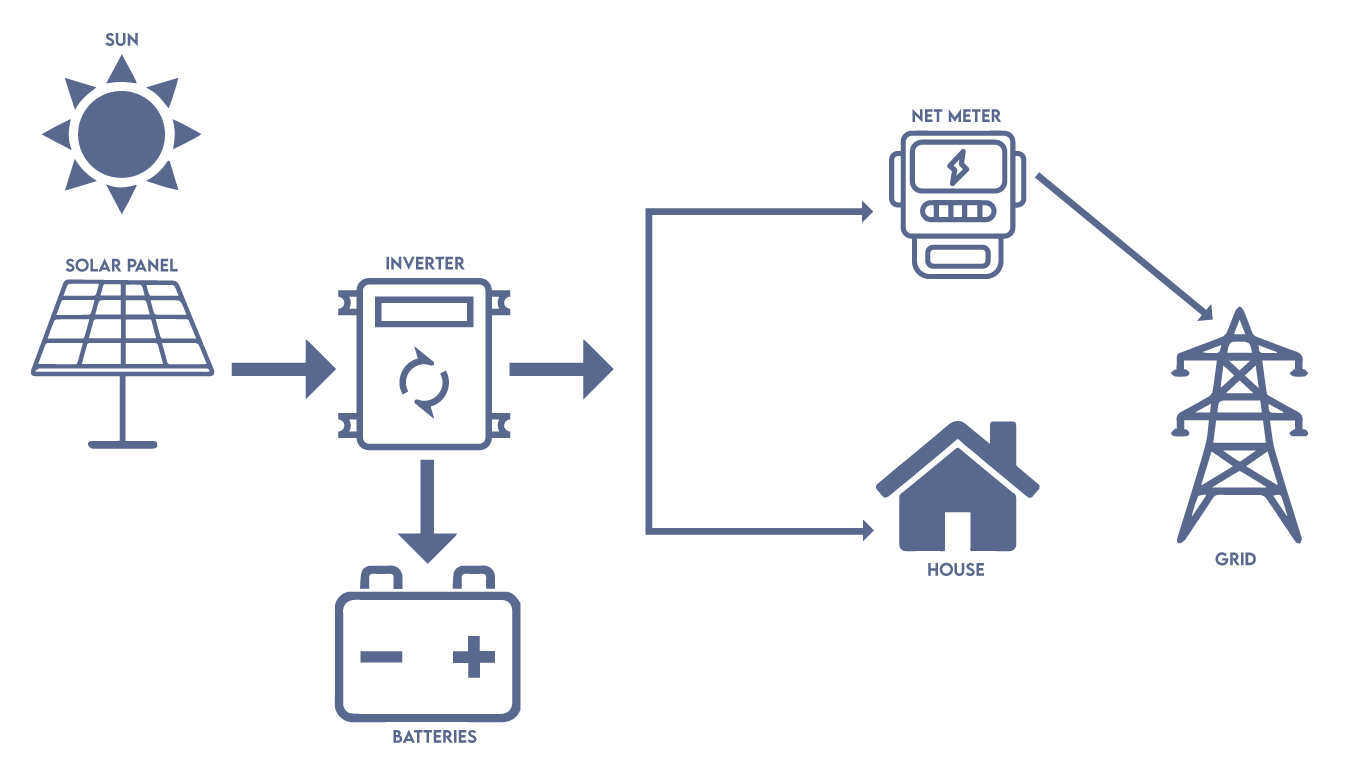 SUN
SOLAR PANEL
INVERTER
BATTERIES
NET METER
HOUSE
GRID